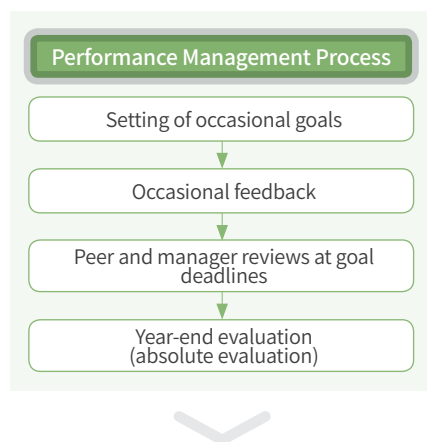 Performance Management Process
Setting of occasional goals
Occasional feedback
Peer and manager reviews at goal
deadlines
Year-end evaluation
(absolute evaluation)